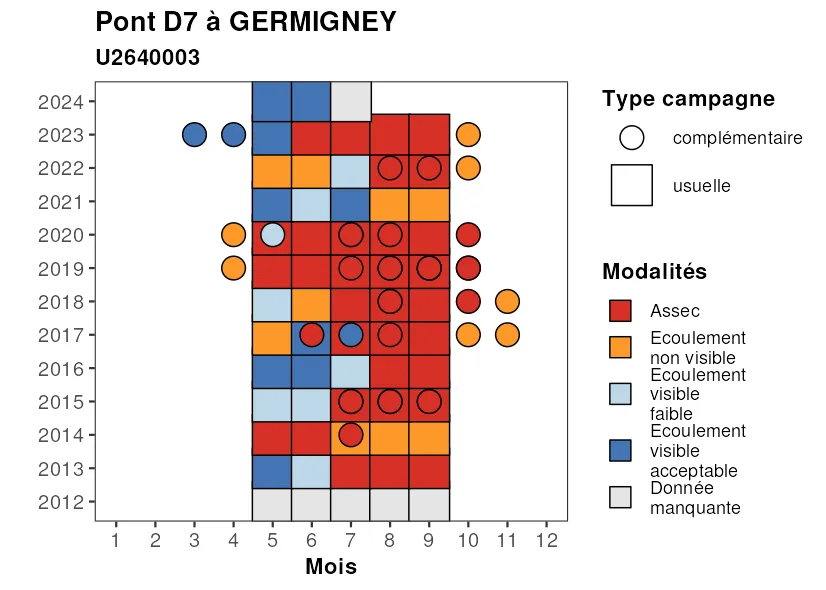 Pont D7 à GERMIGNEY
U2640003
2024
2023
2022
2021
2020
2019
2018
2017
2016
2015
2014
2013
2012
1 2 3 4 5 6 7 8 9 10 11 12
Mois
Type campagne
complémentaire
usuelle
Modalités
Assec
Ecoulement
non visible
Ecoulement
visible
faible
Ecoulement
visible
acceptable
Donnée
manquante